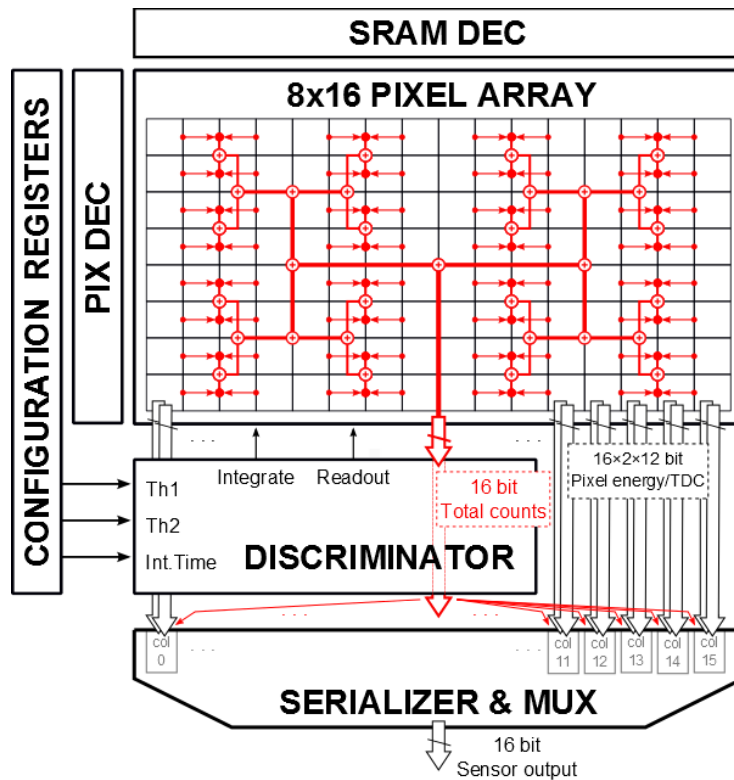 SRAM DEC
CONFIGURATION REGISTERS
PIX DEC
8x16 PIXEL ARRAY
. . .
. . .
Integrate
Readout
16×2×12 bit
Pixel energy/TDC
16 bit
Total counts
Th1
Th2
Int.Time
DISCRIMINATOR
. . .
. . .
col
0
. . .
. . .
col
11
col
12
col
13
col
14
col
15
SERIALIZER & MUX
16 bit
Sensor output